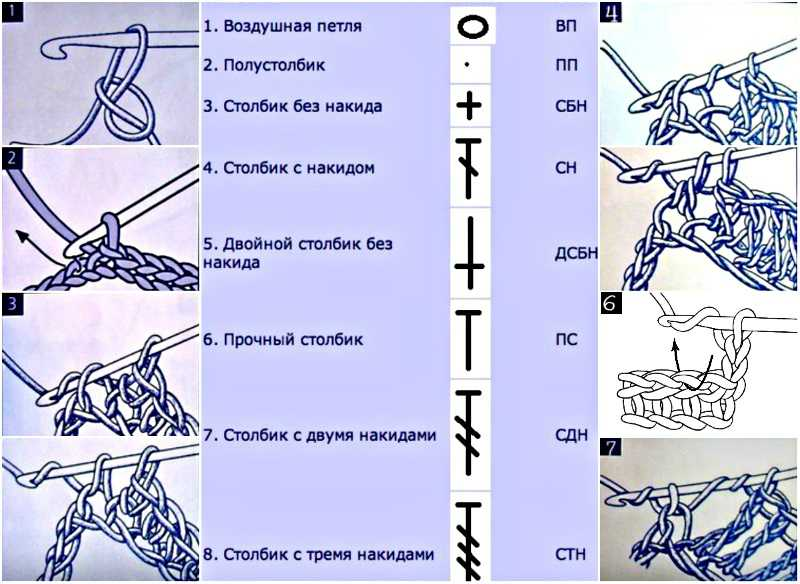 1
2
3
1. Воздушная петля ВП
2. Полустолбик ПП
3. Столбик без накида СБН
4. Столбик с накидом СН
5. Двойной столбик без
накида ДСБН
6. Прочный столбик ПС
7. Столбик с двумя накидами СДН
8. Столбик с тремя накидами СТН
4
6
7